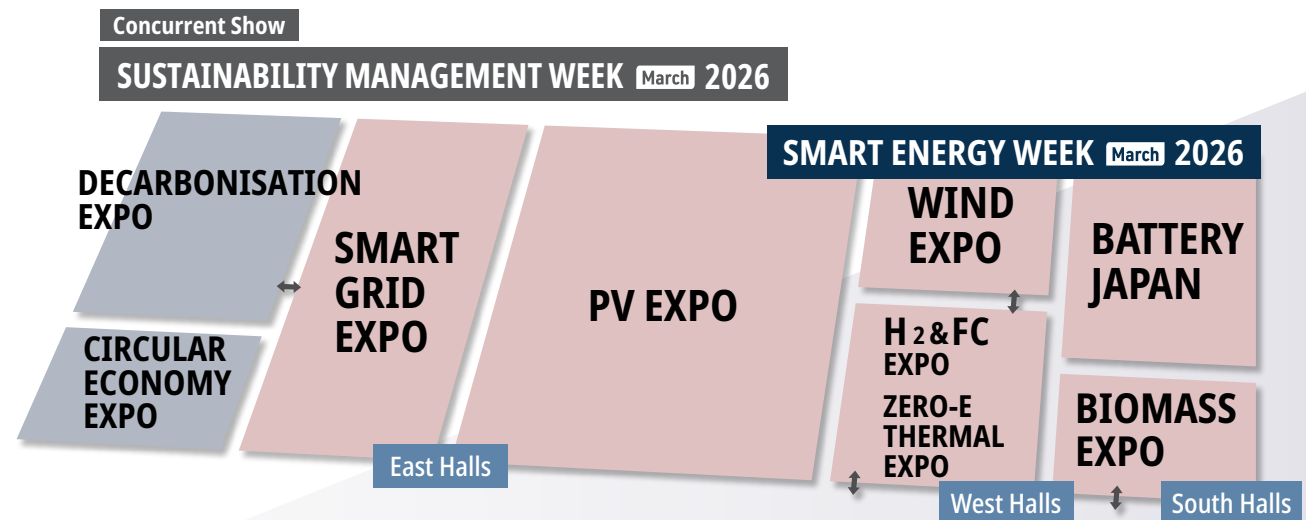 Concurrent Show
SUSTAINABILITY MANAGEMENT WEEK March 2026
SMART ENERGY WEEK March 2026
DECARBONISATION
EXPO
CIRCULAR
ECONOMY
EXPO
SMART
GRID
EXPO
PV EXPO
WIND
EXPO
H2&FC
EXPO
ZERO-E
THERMAL
EXPO
BATTERY
JAPAN
BIOMASS
EXPO
East Halls
West Halls
South Halls